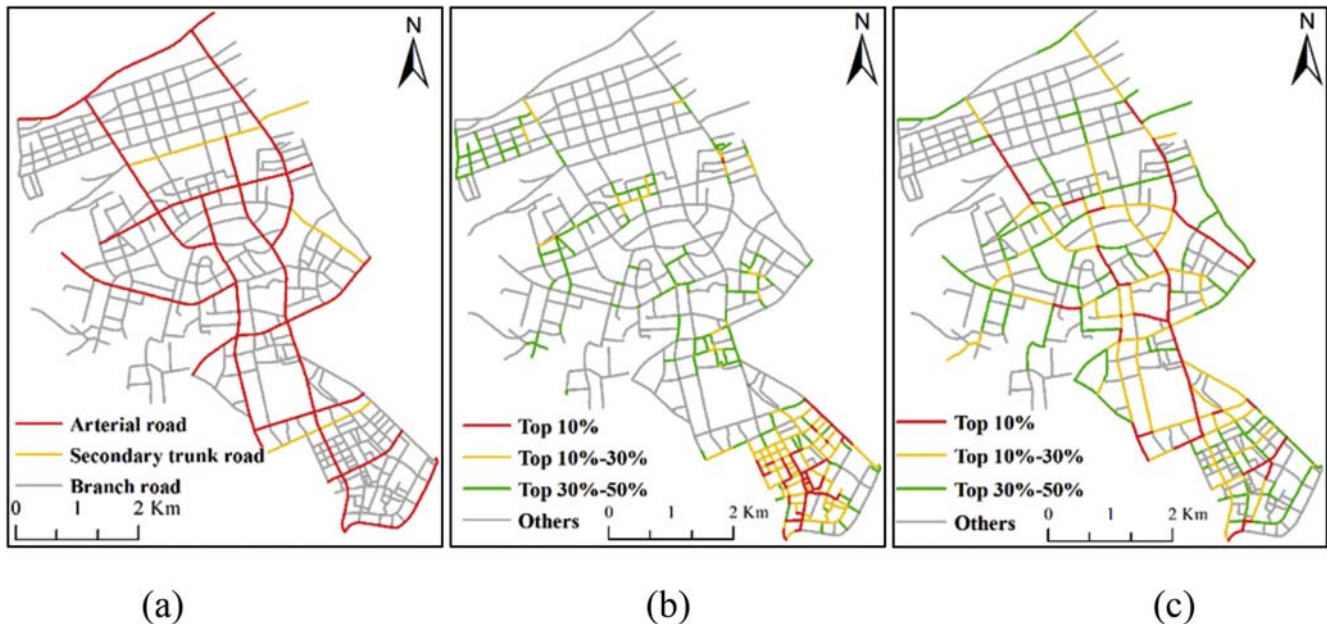 N
Arterial road
Secondary trunk road
Branch road
0 1 2 Km
(a)
N
Top 10%
Top 10%-30%
Top 30%-50%
Others
0 1 2 Km
(b)
N
Top 10%
Top 10%-30%
Top 30%-50%
Others
0 1 2 Km
(c)